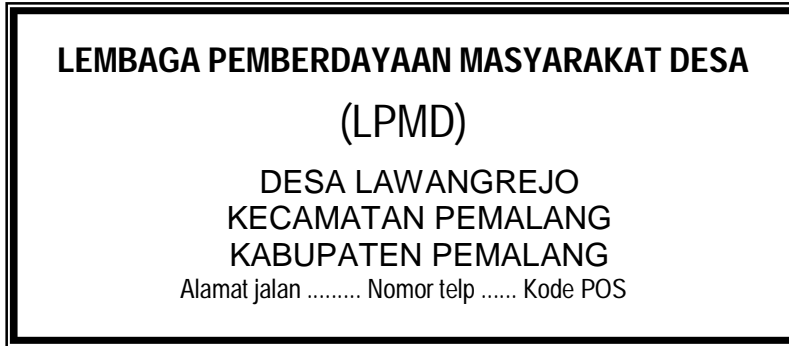 LEMBAGA PEMBERDAYAAN MASYARAKAT DESA
(LPMD)
DESA LAWANGREJO
KECAMATAN PEMALANG
KABUPATEN PEMALANG
Alamat jalan ......... Nomor telp ...... Kode POS